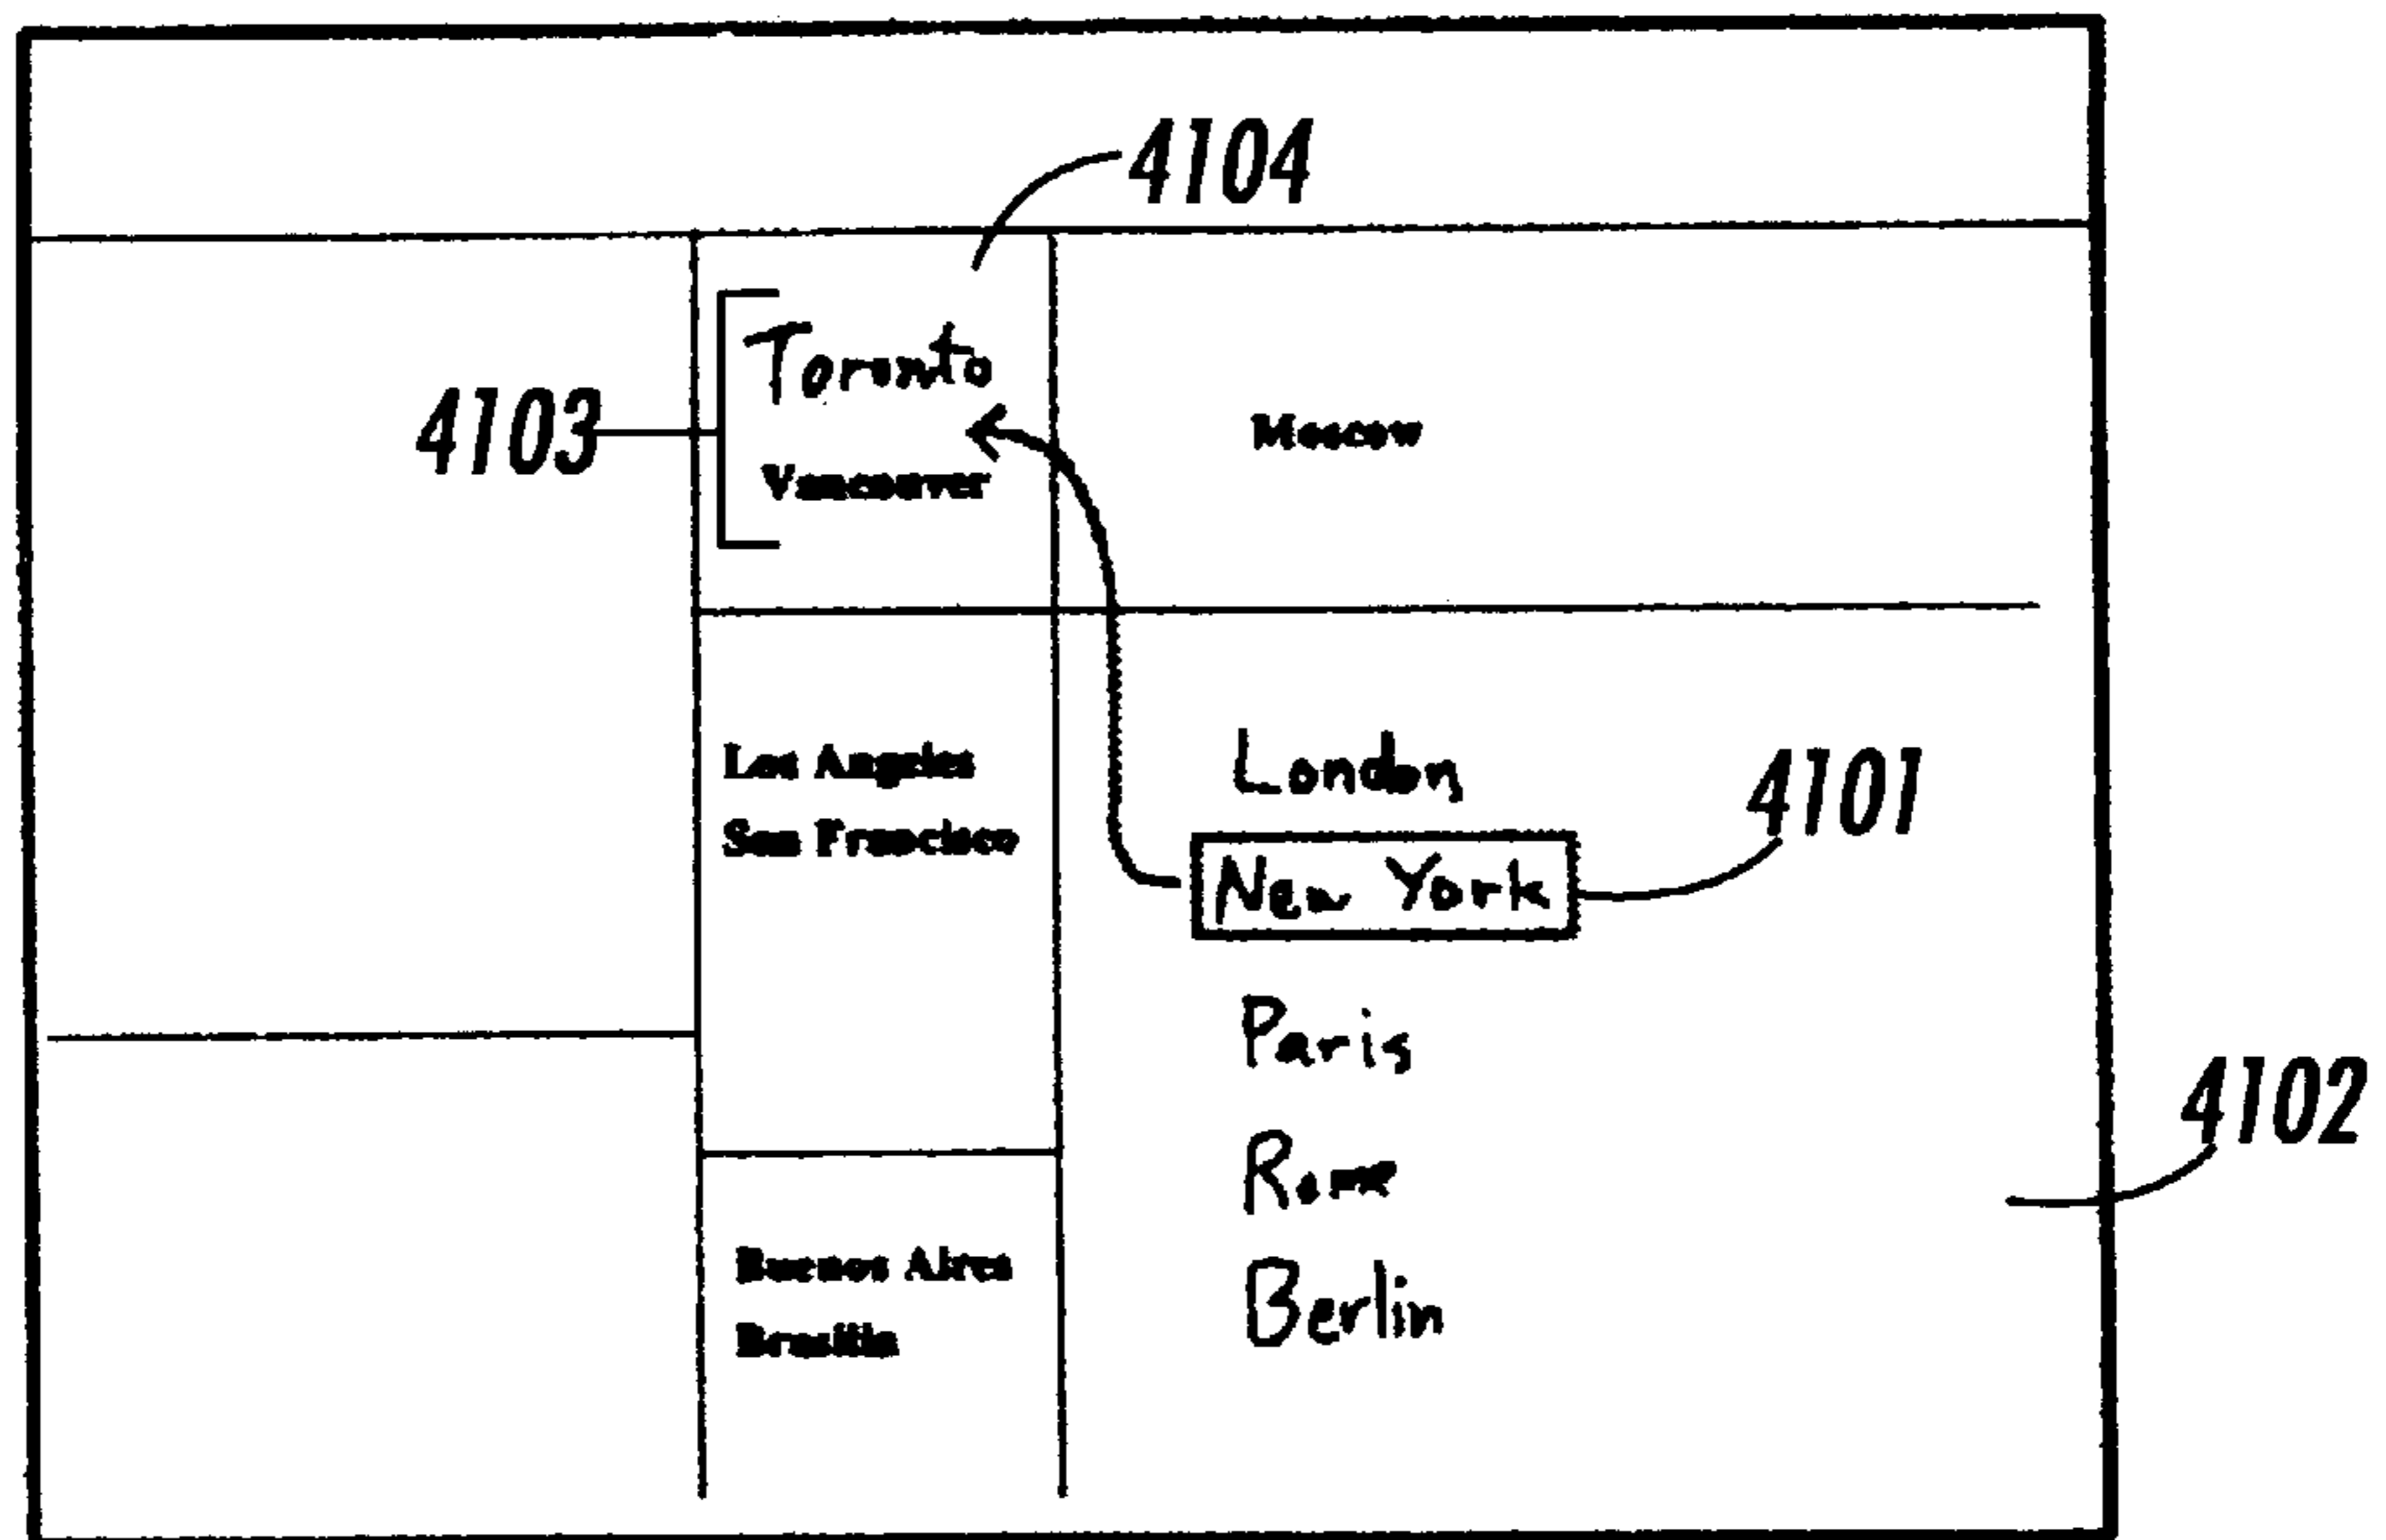 4104
Toronto
4103
Moscow
Vancouver
Los Angeles
London
4101
San Francisco
New York
Paris
4102
Rome
Buenos Aires
Berlin
Brasilia